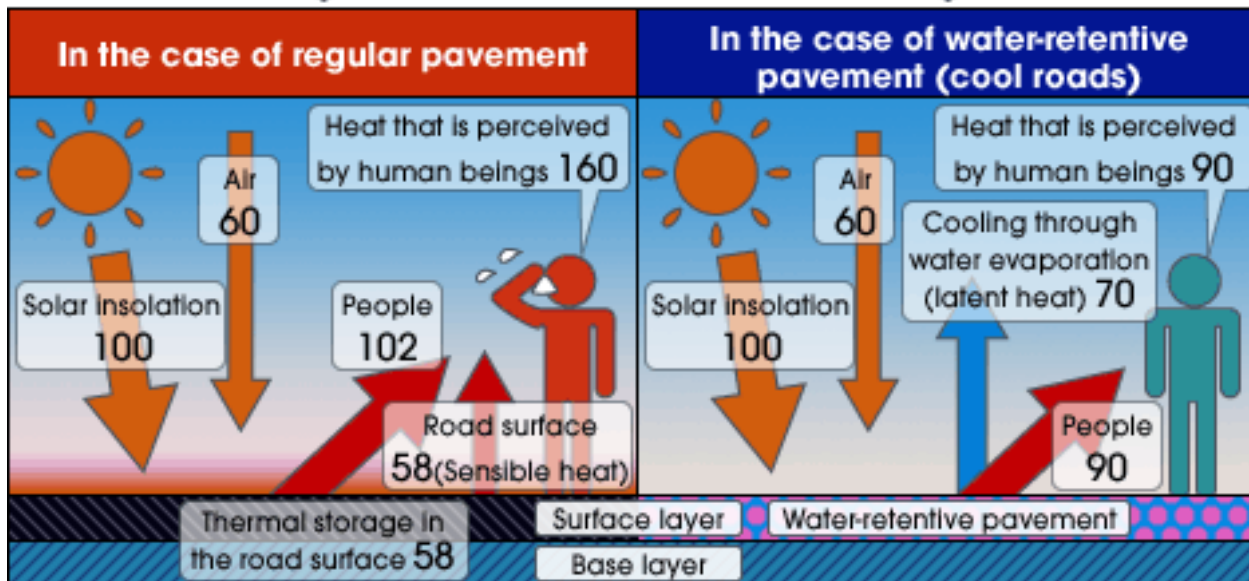 In the case of regular pavement
In the case of water-retentive
pavement (cool roads)
Heat that is perceived
by human beings 160
Air
60
Solar insolation
100
People
102
Road surface
58(Sensible heat)
Thermal storage in
the road surface 58
Heat that is perceived
by human beings 90
Air
60
Cooling through
water evaporation
(latent heat) 70
Solar insolation
100
People
90
Surface layer
Water-retentive pavement
Base layer